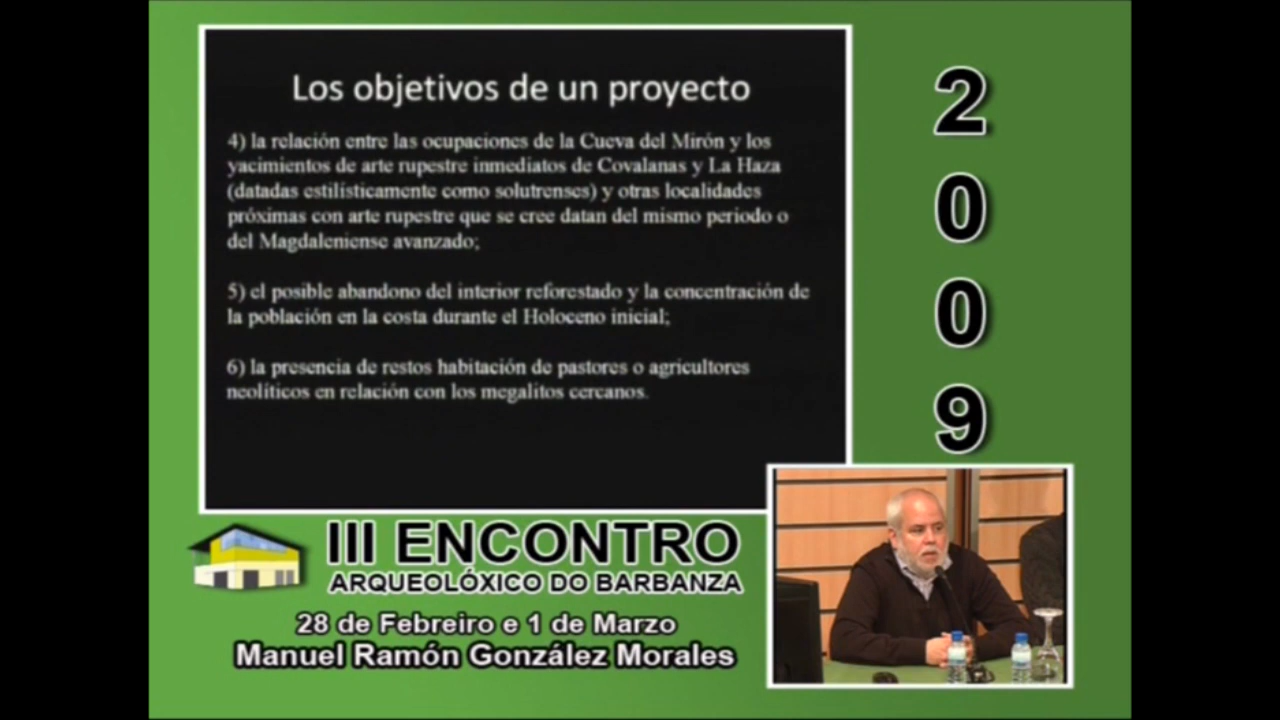 Los objetivos de un proyecto
4) la relación entre las ocupaciones de la Cueva del Mirón y los
yacimientos de arte rupestre inmediatos de Covalanas y La Haza
(datadas estilísticamente como solutrenses) y otras localidades
próximas con arte rupestre que se cree datan del mismo periodo o
del Magdaleniense avanzado;
5) el posible abandono del interior reforestado y la concentración de
la población en la costa durante el Holoceno inicial;
6) la presencia de restos habitación de pastores o agricultores
neolíticos en relación con los megalitos cercanos.
2
0
0
9
III ENCONTRO
ARQUEOLÓXICO DO BARBANZA
28 de Febreiro e 1 de Marzo
Manuel Ramón González Morales